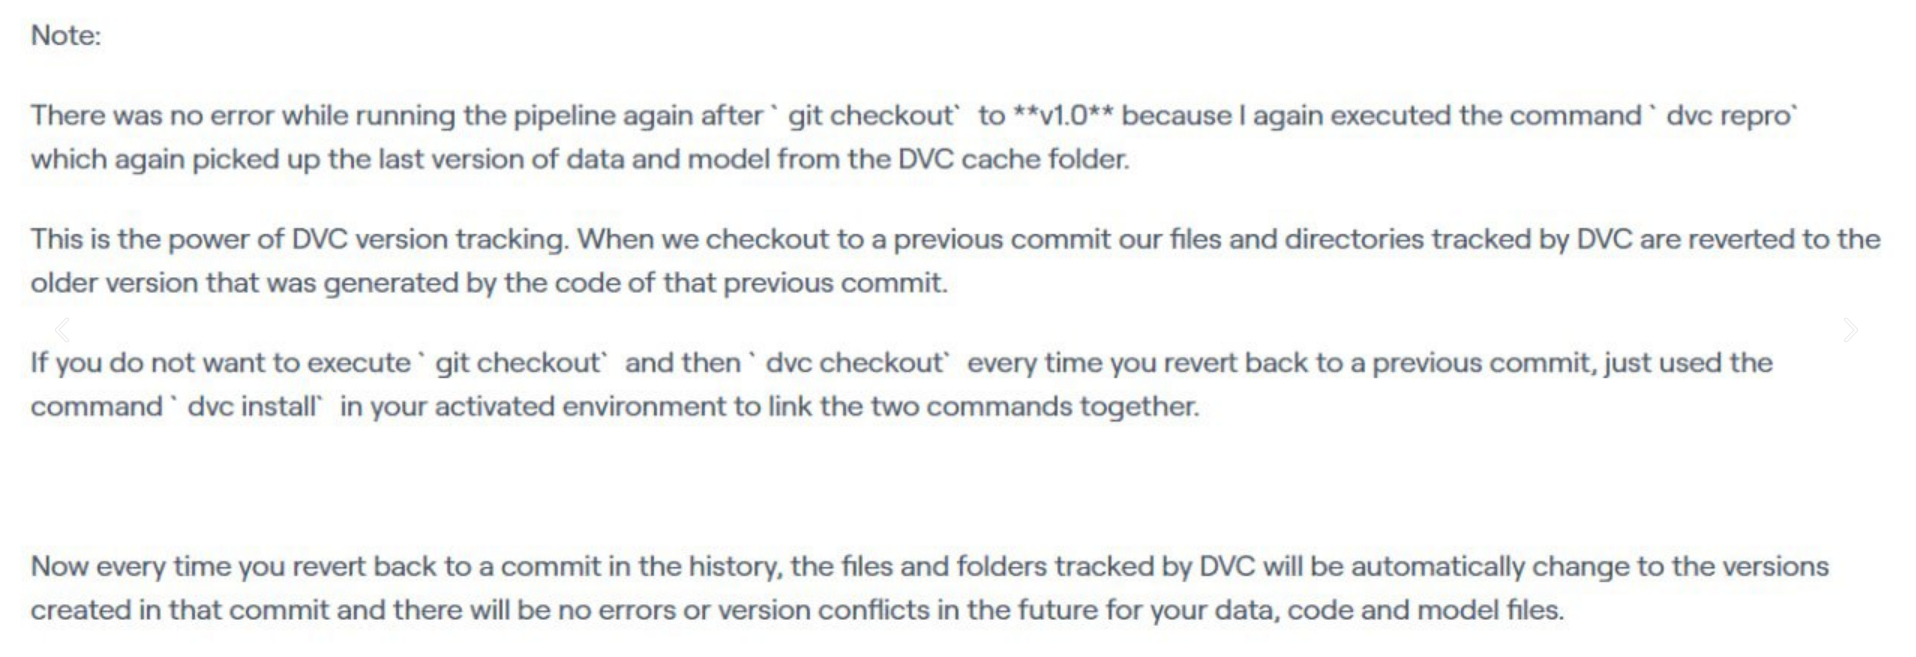 Note:
There was no error while running the pipeline again after ` git checkout`  to **v1.0** because I again executed the command ` dvc repro`
which again picked up the last version of data and model from the DVC cache folder.
This is the power of DVC version tracking. When we checkout to a previous commit our files and directories tracked by DVC are reverted to the
older version that was generated by the code of that previous commit.
If you do not want to execute ` git checkout`  and then ` dvc checkout`  every time you revert back to a previous commit, just used the
command ` dvc install`  in your activated environment to link the two commands together.
Now every time you revert back to a commit in the history, the files and folders tracked by DVC will be automatically change to the versions
created in that commit and there will be no errors or version conflicts in the future for your data, code and model files.